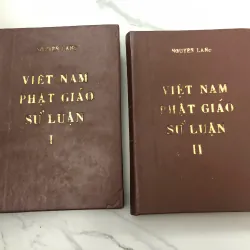 NGUYỄN LANG
VIỆT NAM
PHẬT GIÁO
SỬ LUẬN
I
NGUYỄN LANG
VIỆT NAM
PHẬT GIÁO
SỬ LUẬN
II